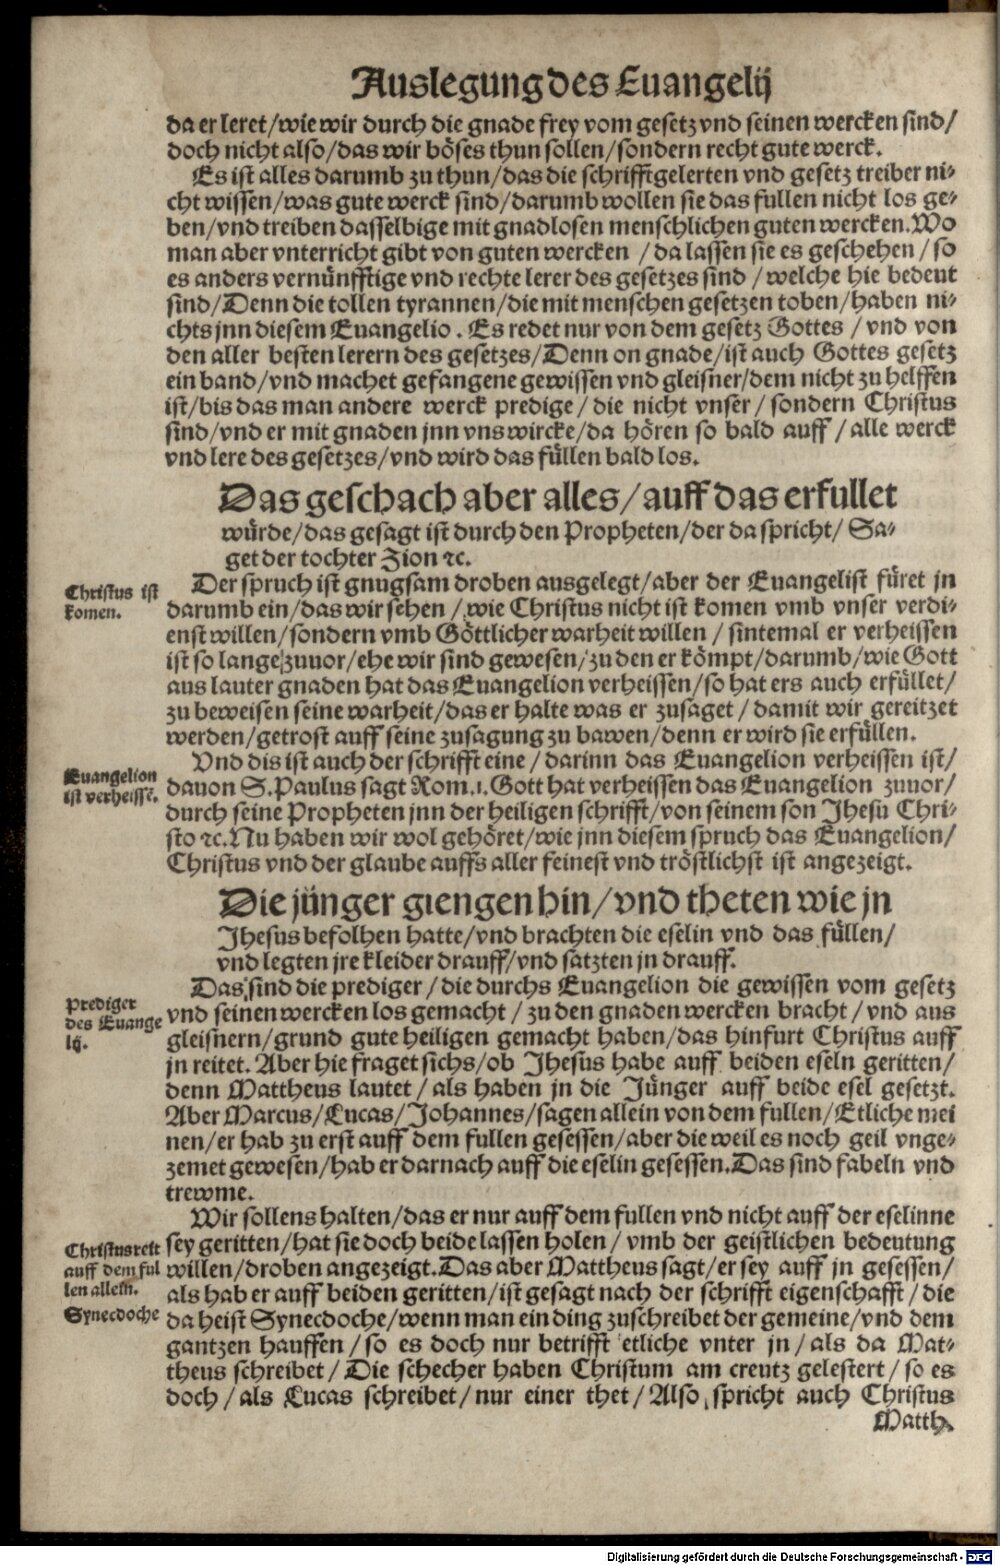 Auslegung des Euangelij
da er leret/wie wir durch die gnade frey vom gesetz vnd seinen wercken sind/
doch nicht also/das wir böses thun sollen/sondern recht gute werck.
Es ist alles darumb zu thun/das die schrifftgelerten vnd gesetz treiber ni-
cht wissen/was gute werck sind/darumb wollen sie das fullen nicht los ge-
ben/vnd treiben dasselbige mit gnadlosen menschlichen guten wercken.Wo
man aber vnterricht gibt von guten wercken / da lassen sie es geschehen / so
es anders vernünfftige vnd rechte lerer des gesetzes sind / welche hie bedeut
sind/Denn die tollen tyrannen/die mit menschen gesetzen toben/haben ni-
chts jnn diesem Euangelio. Es redet nur von dem gesetz Gottes / vnd von
den aller besten lerern des gesetzes/Denn on gnade/ist auch Gottes gesetz
ein band/vnd machet gefangene gewissen vnd gleisner/dem nicht zu helffen
ist/bis das man andere werck predige / die nicht vnser / sondern Christus
sind/vnd er mit gnaden jnn vns wircke/da hören so bald auff / alle werck
vnd lere des gesetzes/vnd wird das füllen bald los.
Das geschach aber alles/auff das erfullet
würde/das gesagt ist durch den Propheten/der da spricht/ Sa-
get der tochter Zion ꝛc.
Christus ist
komen.
Der spruch ist gnugsam droben ausgelegt/aber der Euangelist füret jn
darumb ein/das wir sehen / wie Christus nicht ist komen vmb vnser verdi-
enst willen/sondern vmb Göttlicher warheit willen / sintemal er verheissen
ist so lange zuuor/ehe wir sind gewesen/zu den er kömpt/darumb/wie Gott
aus lauter gnaden hat das Euangelion verheissen/so hat ers auch erfüllet/
zu beweisen seine warheit/das er halte was er zusaget / damit wir gereitzet
werden/getrost auff seine zusagung zu bawen/denn er wird sie erfüllen.
Euangelion
ist verheissē.
Vnd dis ist auch der schrifft eine / darinn das Euangelion verheissen ist/
dauon S.Paulus sagt Rom.1. Gott hat verheissen das Euangelion zuuor/
durch seine Propheten jnn der heiligen schrifft/von seinem son Jhesu Chri-
sto ꝛc. Nu haben wir wol gehöret/wie jnn diesem spruch das Euangelion/
Christus vnd der glaube auffs aller feinest vnd tröstlichst ist angezeigt.
Die jünger giengen hin/vnd theten wie jn
Jhesus befolhen hatte/vnd brachten die eselin vnd das füllen/
vnd legten jre kleider drauff/vnd satzten jn drauff.
Prediger
des Euange
lij.
Das sind die prediger / die durchs Euangelion die gewissen vom gesetz
vnd seinen wercken los gemacht / zu den gnaden wercken bracht / vnd aus
gleisnern/grund gute heiligen gemacht haben/das hinfurt Christus auff
jn reitet. Aber hie fraget sichs/ob Jhesus habe auff beiden eseln geritten/
denn Mattheus lautet / als haben jn die Jünger auff beide esel gesetzt.
Aber Marcus/Lucas/Johannes/sagen allein von dem fullen/Etliche mei
nen/er hab zu erst auff dem fullen gesessen/aber die weil es noch geil vnge-
zemet gewesen/hab er darnach auff die eselin gesessen.Das sind fabeln vnd
trewme.
Christus reit
auff dem ful
len allein.
Synecdoche
Wir sollens halten/das er nur auff dem fullen vnd nicht auff der eselinne
sey geritten/hat sie doch beide lassen holen / vmb der geistlichen bedeutung
willen/droben angezeigt.Das aber Mattheus sagt/er sey auff jn gesessen/
als hab er auff beiden geritten/ist gesagt nach der schrifft eigenschafft / die
da heist Synecdoche/wenn man ein ding zuschreibet der gemeine/vnd dem
gantzen hauffen / so es doch nur betrifft etliche vnter jn / als da Mat-
theus schreibet / Die schecher haben Christum am creutz gelestert / so es
doch / als Lucas schreibet / nur einer thet / Also spricht auch Christus
Matth.
Digitalisierung gefördert durch die Deutsche Forschungsgemeinschaft - DFG